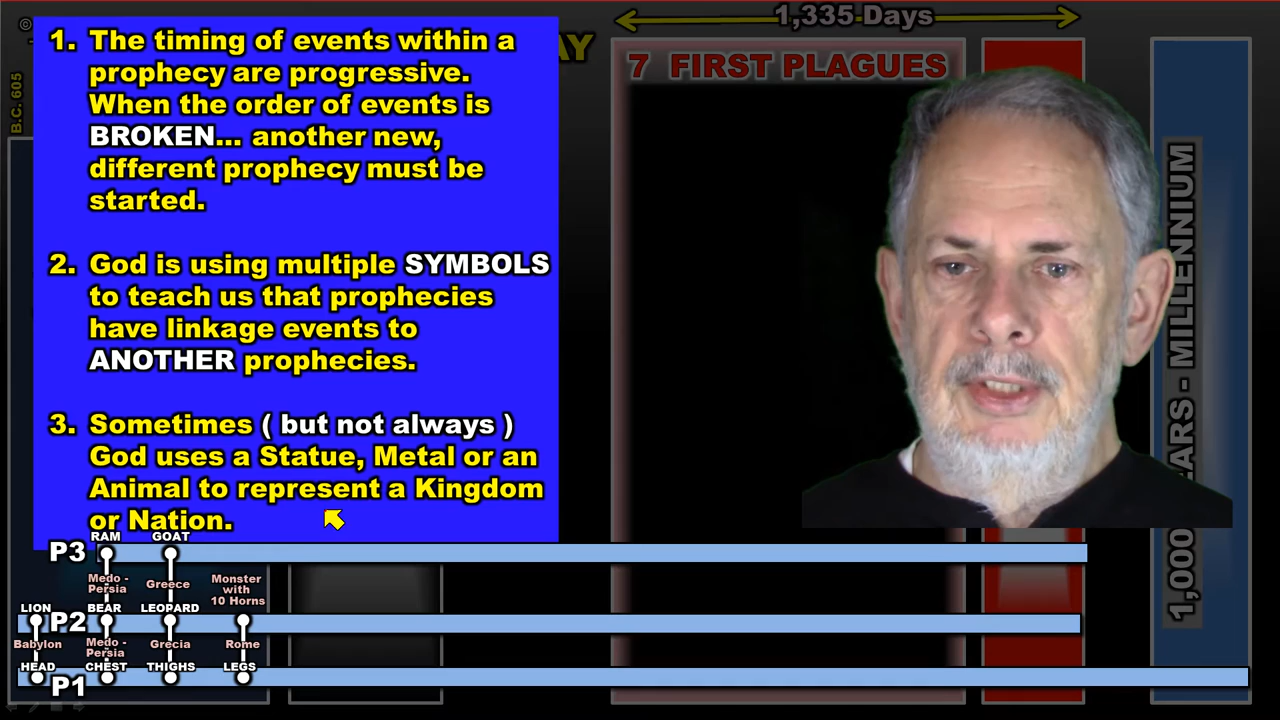 ©
1,335 Days
AY
7 FIRST PLAGUES
B.C. 605
1. The timing of events within a
prophecy are progressive.
When the order of events is
BROKEN... another new,
different prophecy must be
started.
2. God is using multiple SYMBOLS
to teach us that prophecies
have linkage events to
ANOTHER prophecies.
3. Sometimes ( but not always )
God uses a Statue, Metal or an
Animal to represent a Kingdom
or Nation.
1,000 EARS - MILLENNIUM
RAM GOAT
P3
Medo - Persia Greece Monster with 10 Horns
LION BEAR LEOPARD
P2
Babylon Medo - Persia Grecia Rome
HEAD CHEST THIGHS LEGS
P1